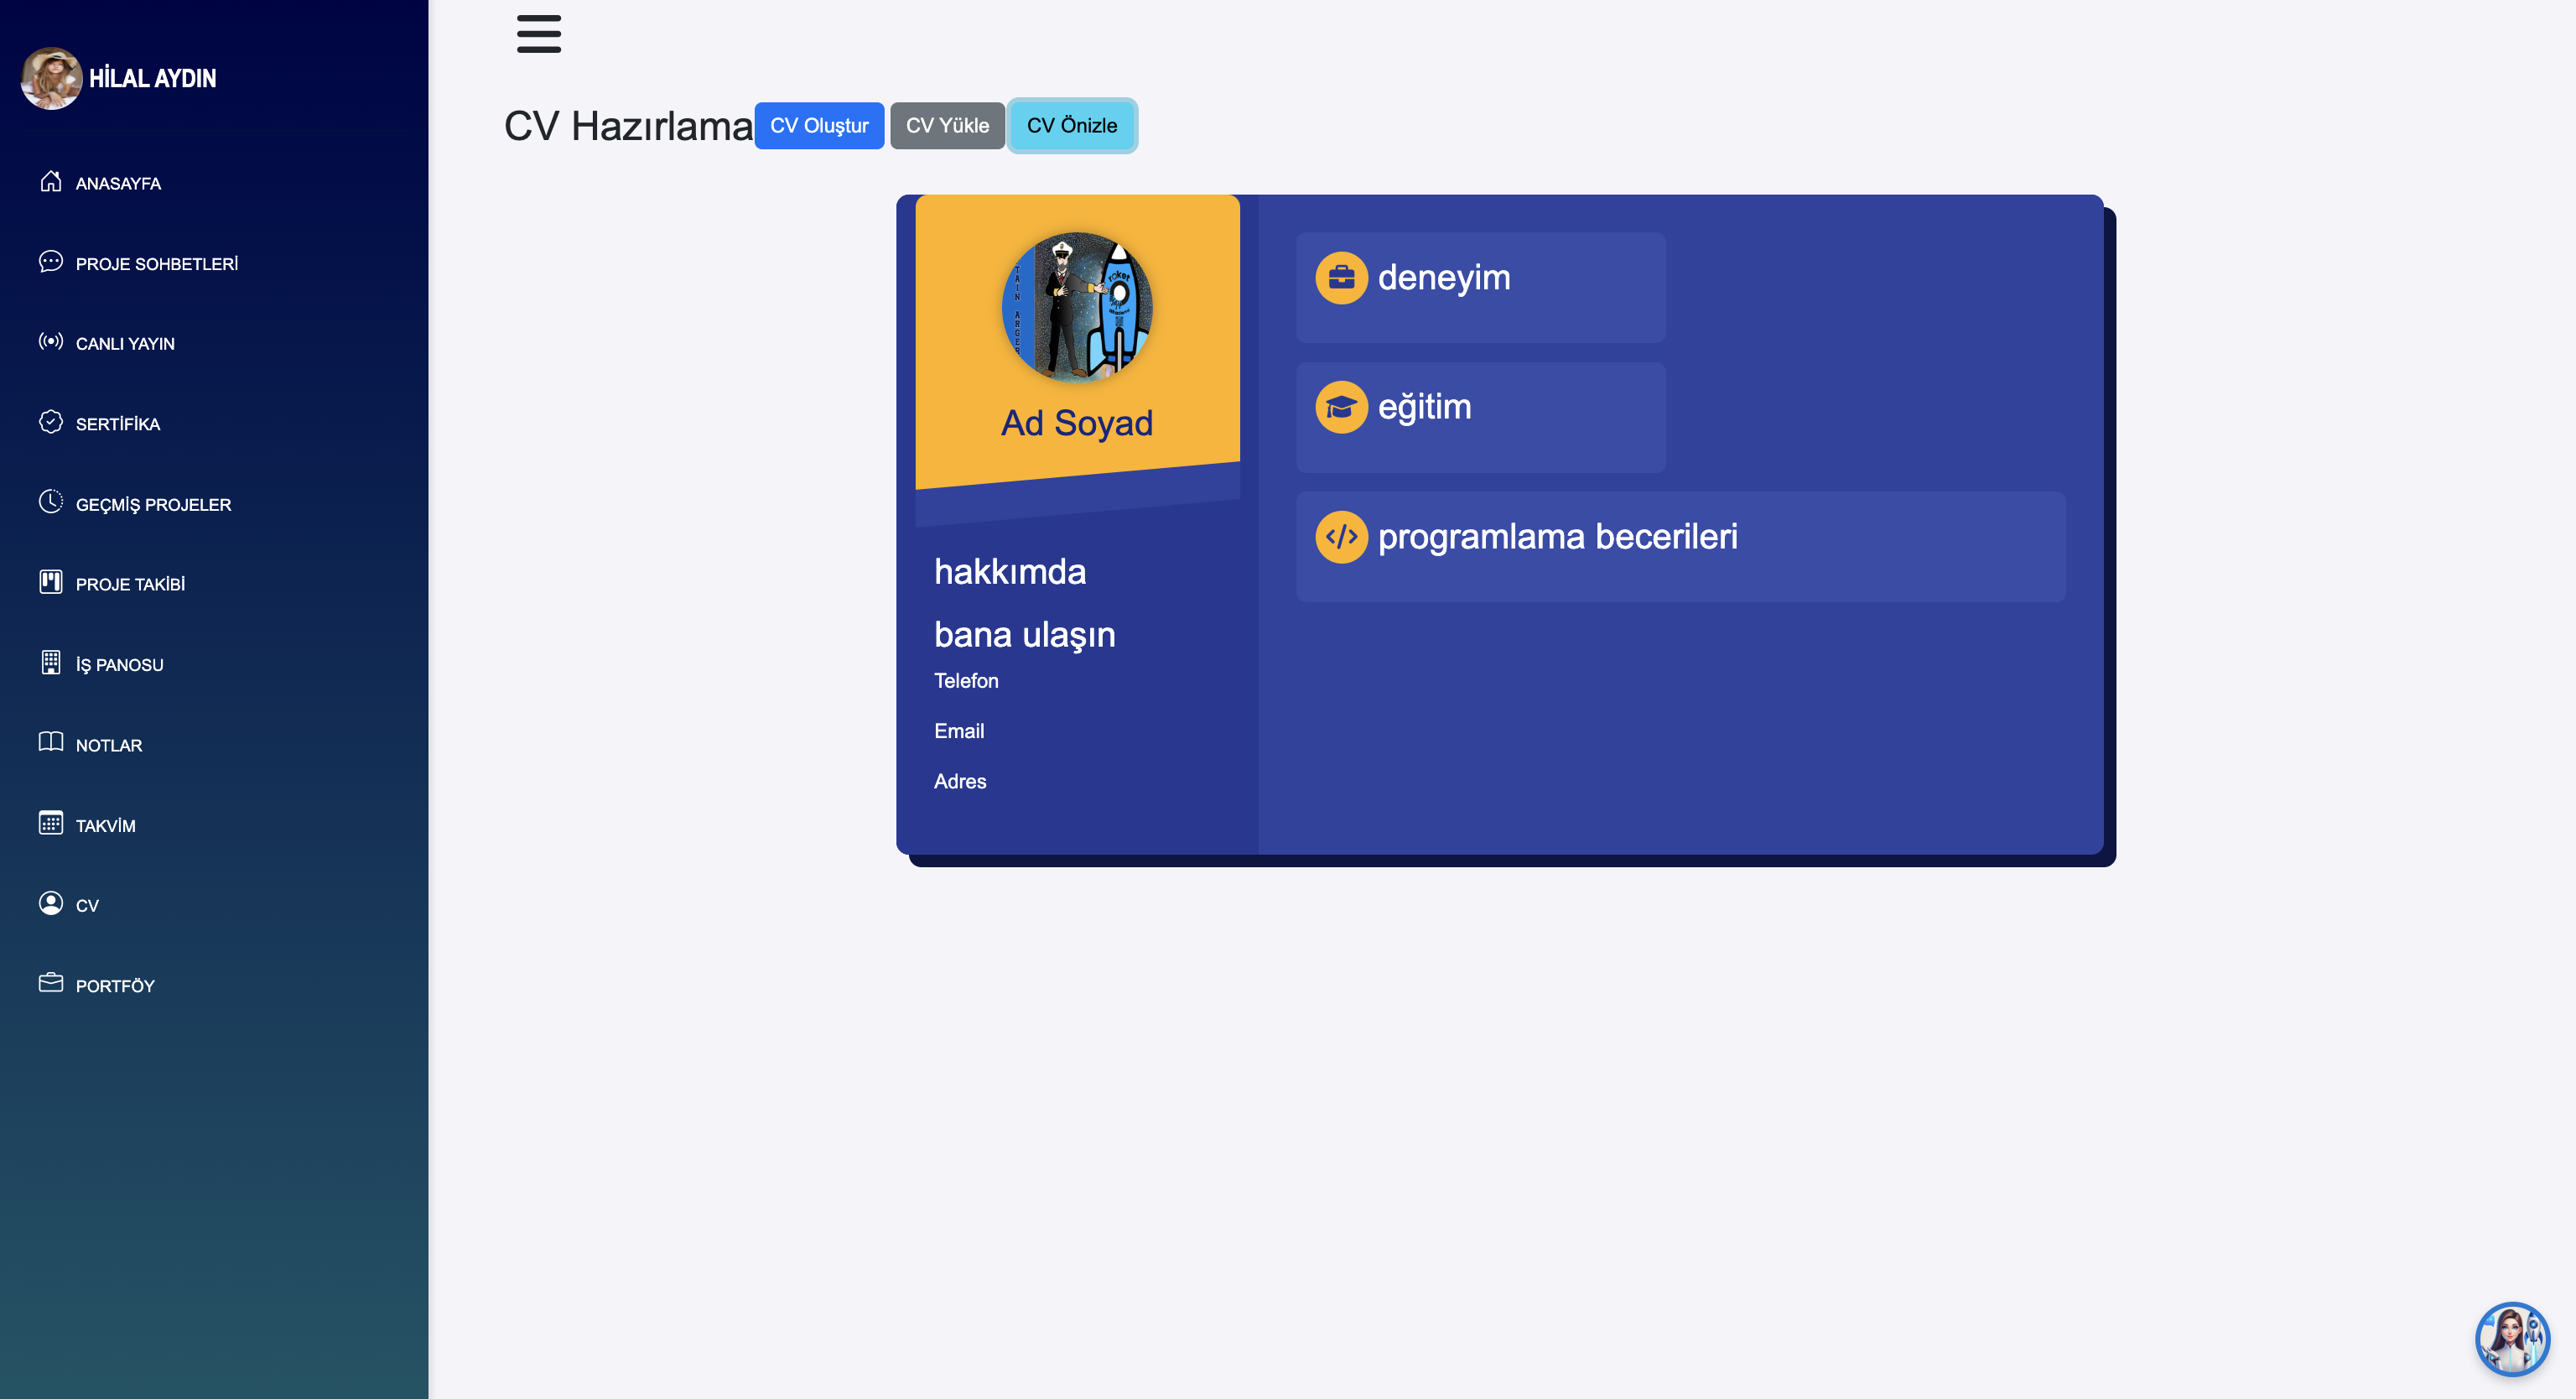 HİLAL AYDIN
ANASAYFA
PROJE SOHBETLERİ
CANLI YAYIN
SERTİFİKA
GEÇMİŞ PROJELER
PROJE TAKİBİ
İŞ PANOSU
NOTLAR
TAKVİM
CV
PORTFÖY
CV Hazırlama
CV Oluştur
CV Yükle
CV Önizle
Ad Soyad
hakkımda
bana ulaşın
Telefon
Email
Adres
deneyim
eğitim
programlama becerileri